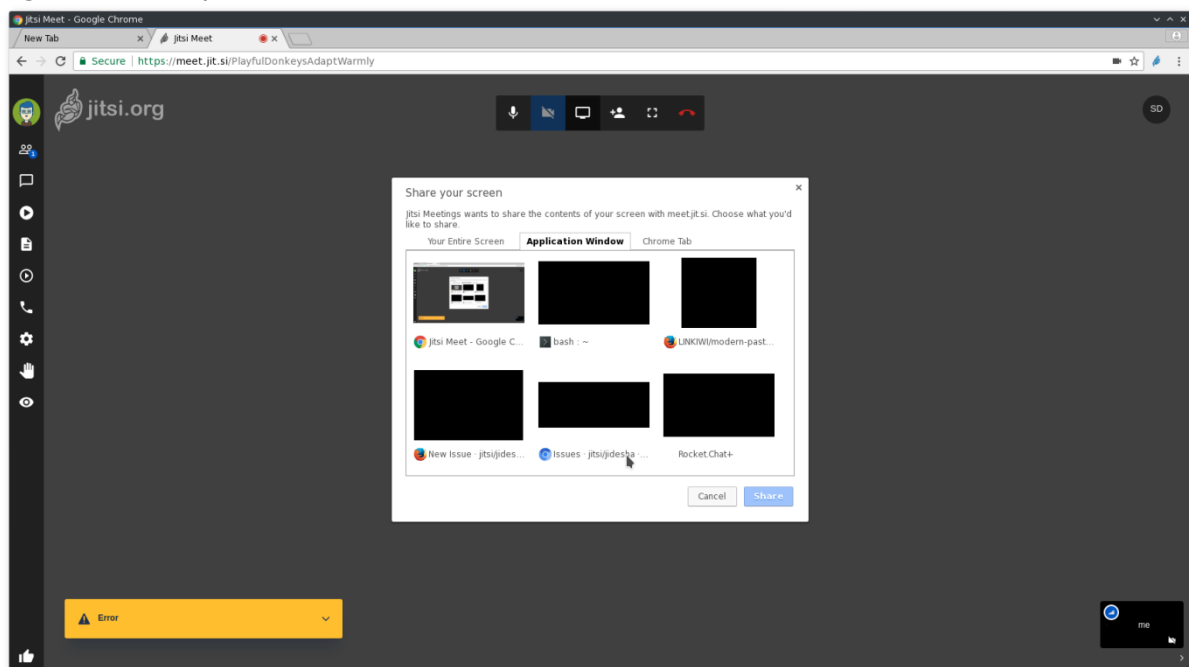 Jitsi Meet - Google Chrome
New Tab
Jitsi Meet
Secure https://meet.jit.si/PlayfulDonkeysAdaptWarmly
jitsi.org
SD
1
Share your screen
Jitsi Meetings wants to share the contents of your screen with meet.jit.si. Choose what you'd
like to share.
Your Entire Screen Application Window Chrome Tab
Jitsi Meet - Google C... bash : ~ LINKIWI/modern-past...
New Issue · jitsi/jides... Issues · jitsi/jidesha ·... Rocket.Chat+
Cancel Share
Error
me